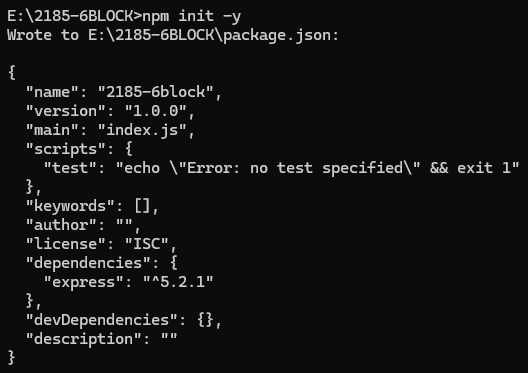 E:\2185-6BLOCK>npm init -y
Wrote to E:\2185-6BLOCK\package.json:

{
  "name": "2185-6block",
  "version": "1.0.0",
  "main": "index.js",
  "scripts": {
    "test": "echo \"Error: no test specified\" && exit 1"
  },
  "keywords": [],
  "author": "",
  "license": "ISC",
  "dependencies": {
    "express": "^5.2.1"
  },
  "devDependencies": {},
  "description": ""
}